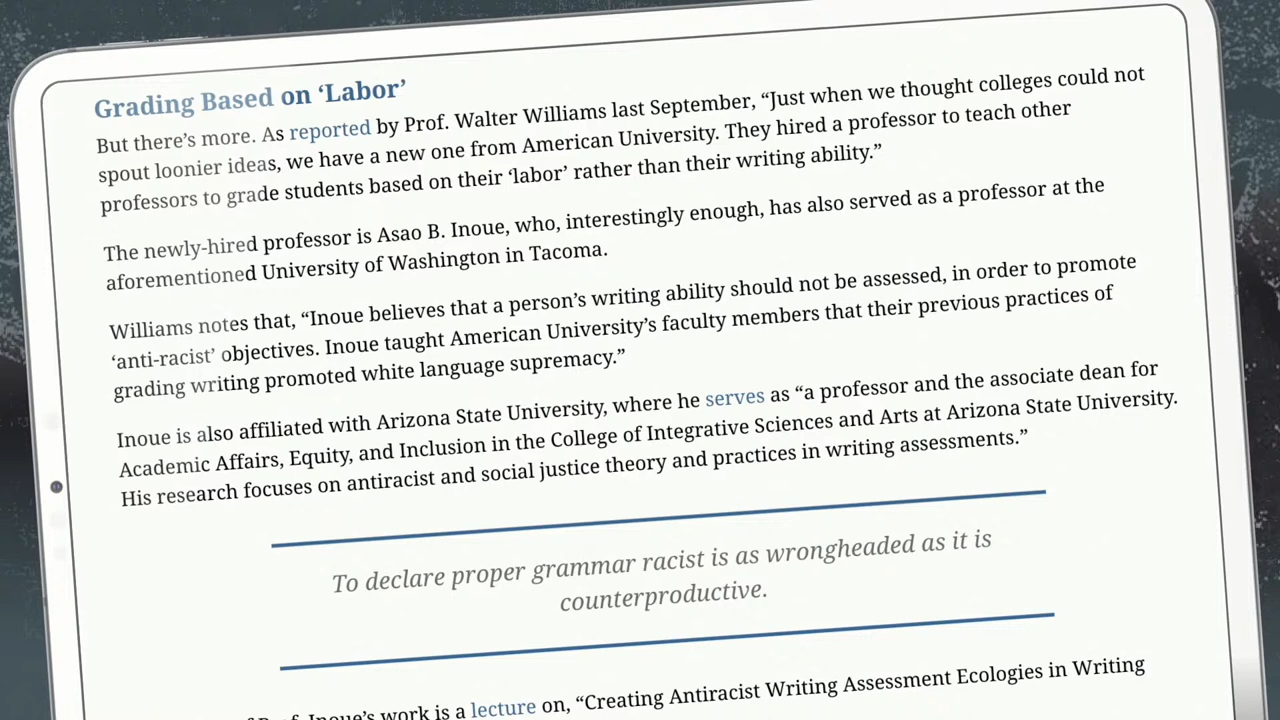 Grading Based on ‘Labor’
But there’s more. As reported by Prof. Walter Williams last September, “Just when we thought colleges could not
spout loonier ideas, we have a new one from American University. They hired a professor to teach other
professors to grade students based on their ‘labor’ rather than their writing ability.”
The newly-hired professor is Asao B. Inoue, who, interestingly enough, has also served as a professor at the
aforementioned University of Washington in Tacoma.
Williams notes that, “Inoue believes that a person’s writing ability should not be assessed, in order to promote
‘anti-racist’ objectives. Inoue taught American University’s faculty members that their previous practices of
grading writing promoted white language supremacy.”
Inoue is also affiliated with Arizona State University, where he serves as “a professor and the associate dean for
Academic Affairs, Equity, and Inclusion in the College of Integrative Sciences and Arts at Arizona State University.
His research focuses on antiracist and social justice theory and practices in writing assessments.”
To declare proper grammar racist is as wrongheaded as it is
counterproductive.
Prof. Inoue’s work is a lecture on, “Creating Antiracist Writing Assessment Ecologies in Writing